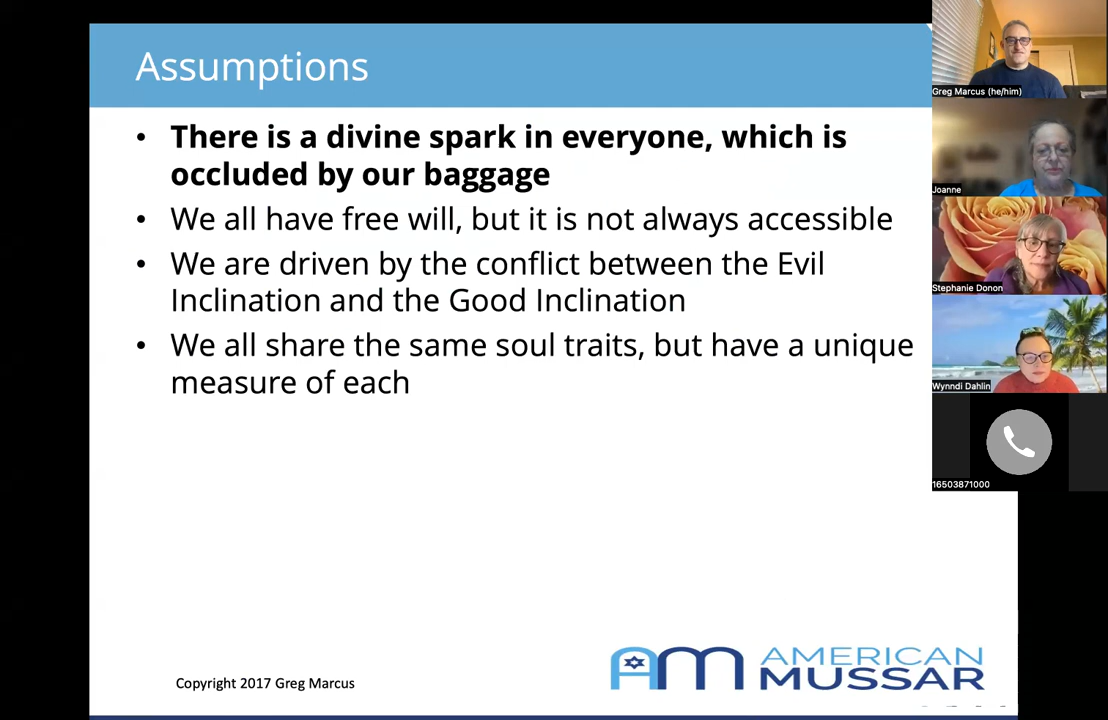 Assumptions
• There is a divine spark in everyone, which is
occluded by our baggage
• We all have free will, but it is not always accessible
• We are driven by the conflict between the Evil
Inclination and the Good Inclination
• We all share the same soul traits, but have a unique
measure of each
Copyright 2017 Greg Marcus
AM AMERICAN
MUSSAR
Greg Marcus (he/him)
Joanne
Stephanie Donon
Wynndi Dahlin
16503871000